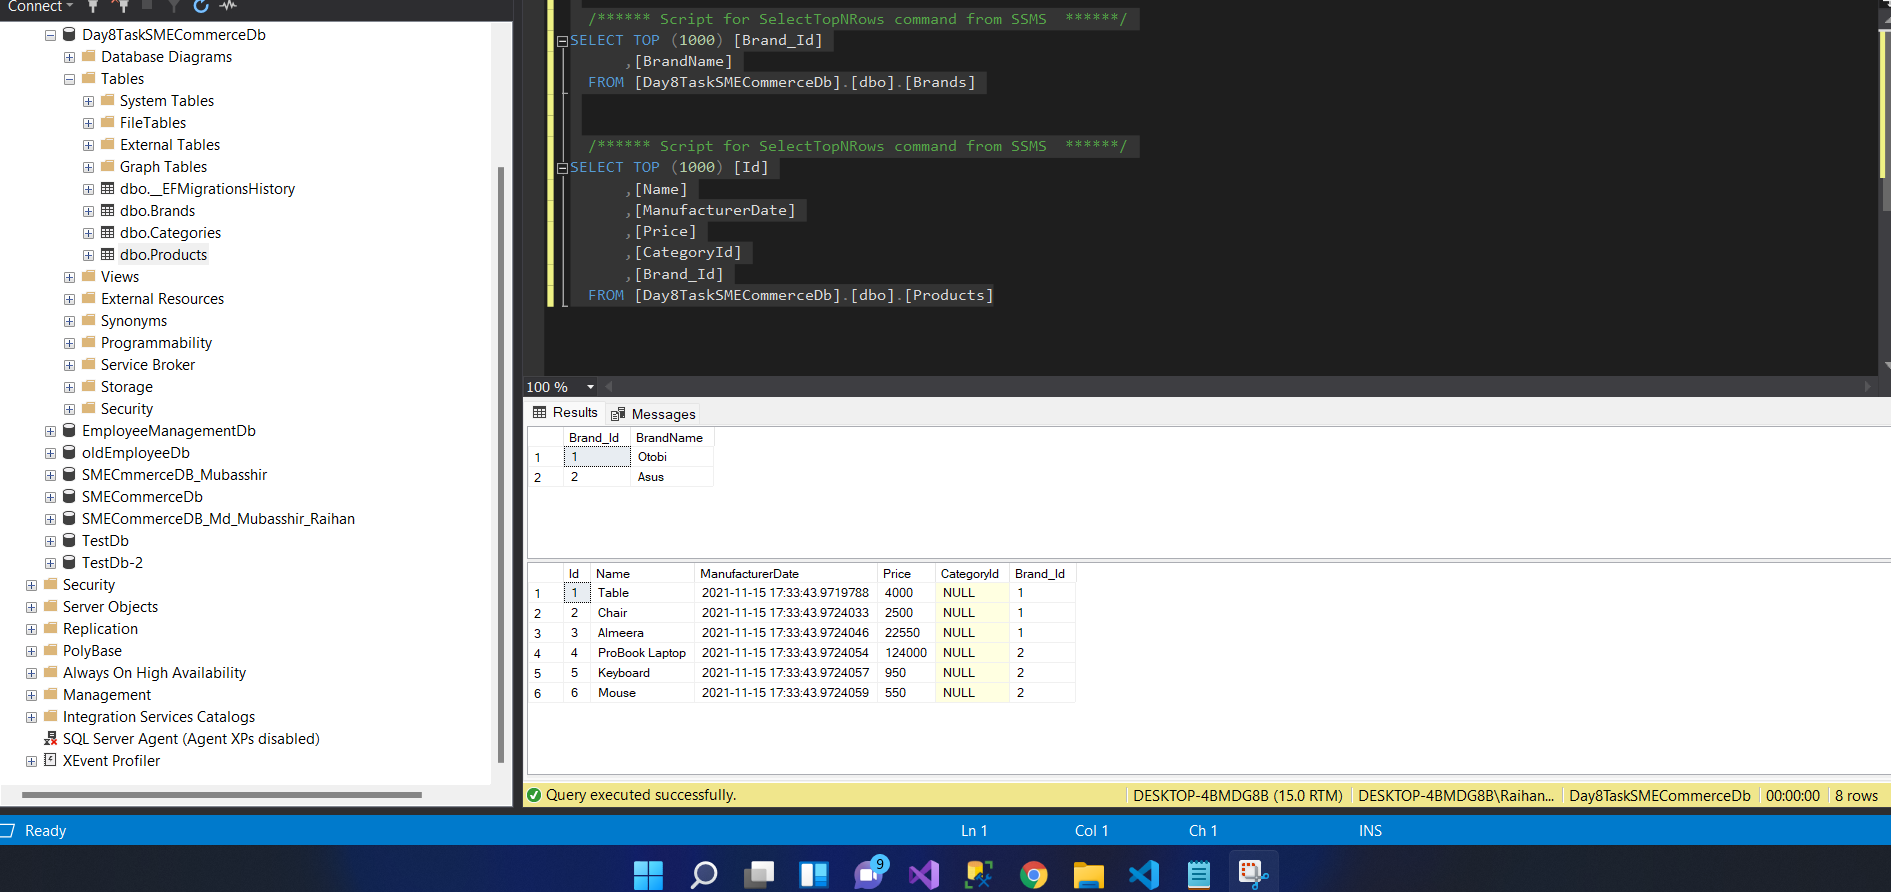 Connect
Day8TaskSMECommerceDb
Database Diagrams
Tables
System Tables
FileTables
External Tables
Graph Tables
dbo.__EFMigrationsHistory
dbo.Brands
dbo.Categories
dbo.Products
Views
External Resources
Synonyms
Programmability
Service Broker
Storage
Security
EmployeeManagementDb
oldEmployeeDb
SMECmmerceDB_Mubasshir
SMECommerceDb
SMECommerceDB_Md_Mubasshir_Raihan
TestDb
TestDb-2
Security
Server Objects
Replication
PolyBase
Always On High Availability
Management
Integration Services Catalogs
SQL Server Agent (Agent XPs disabled)
XEvent Profiler
/****** Script for SelectTopNRows command from SSMS  ******/
SELECT TOP (1000) [Brand_Id]
,[BrandName]
FROM [Day8TaskSMECommerceDb].[dbo].[Brands]
/****** Script for SelectTopNRows command from SSMS  ******/
SELECT TOP (1000) [Id]
,[Name]
,[ManufacturerDate]
,[Price]
,[CategoryId]
,[Brand_Id]
FROM [Day8TaskSMECommerceDb].[dbo].[Products]
100 %
Results Messages
Brand_Id BrandName
1 1 Otobi
2 2 Asus
Id Name ManufacturerDate Price CategoryId Brand_Id
1 1 Table 2021-11-15 17:33:43.9719788 4000 NULL 1
2 2 Chair 2021-11-15 17:33:43.9724033 2500 NULL 1
3 3 Almeera 2021-11-15 17:33:43.9724046 22550 NULL 1
4 4 ProBook Laptop 2021-11-15 17:33:43.9724054 124000 NULL 2
5 5 Keyboard 2021-11-15 17:33:43.9724057 950 NULL 2
6 6 Mouse 2021-11-15 17:33:43.9724059 550 NULL 2
Query executed successfully. DESKTOP-4BMDG8B (15.0 RTM) DESKTOP-4BMDG8B\Raihan... Day8TaskSMECommerceDb 00:00:00 8 rows
Ready Ln 1 Col 1 Ch 1 INS
9